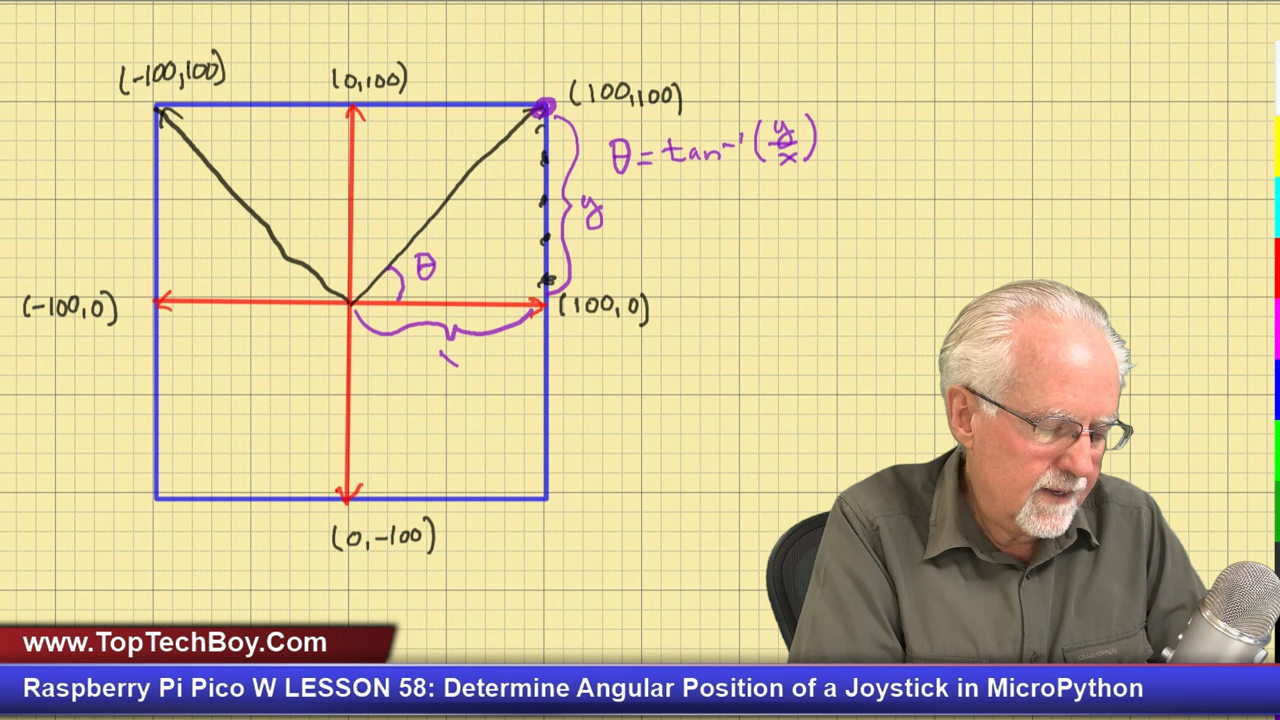 (-100,100)
(0,100)
(100,100)
θ = tan⁻¹(y/x)
y
θ
(-100,0)
(100,0)
(0,-100)
www.TopTechBoy.Com
Raspberry Pi Pico W LESSON 58: Determine Angular Position of a Joystick in MicroPython